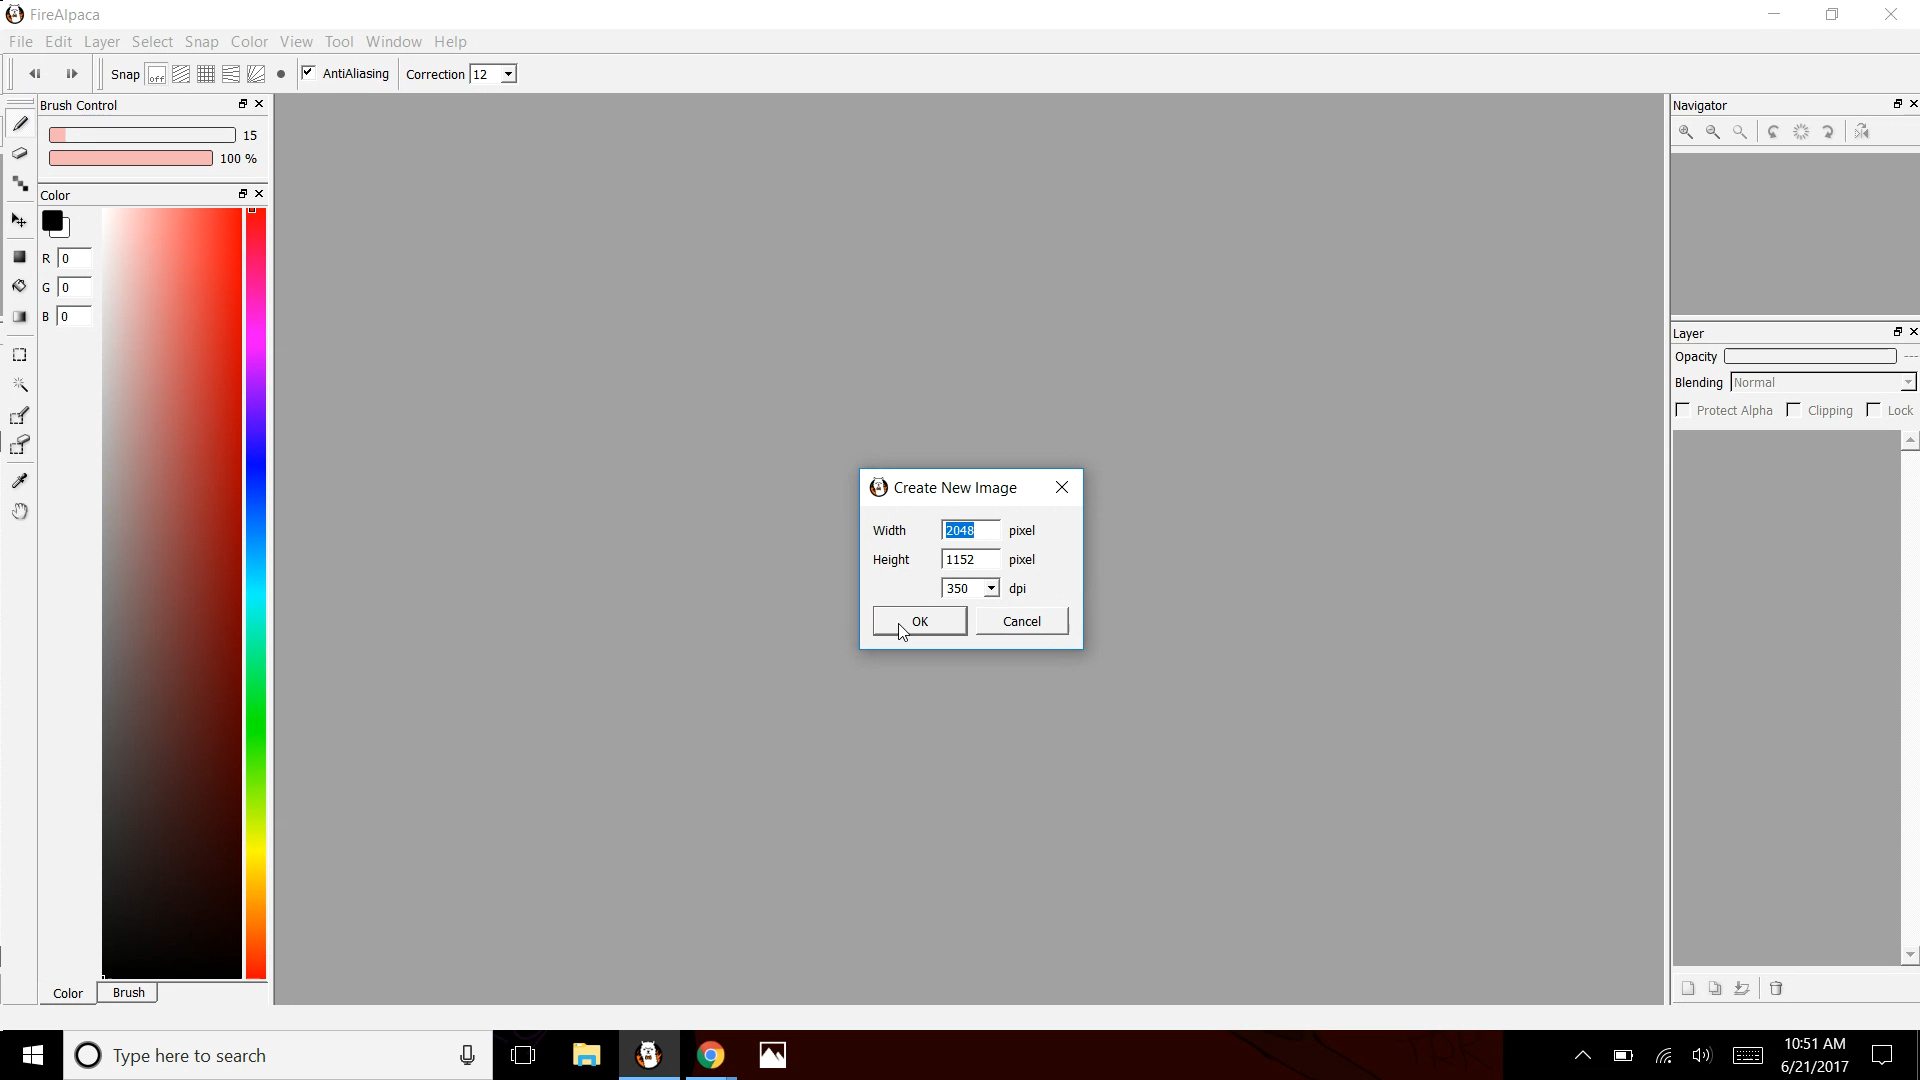 FireAlpaca
File Edit Layer Select Snap Color View Tool Window Help
Snap off AntiAliasing Correction 12
Brush Control
15
100 %
Color
R 0
G 0
B 0
Color Brush
Create New Image
Width 2048 pixel
Height 1152 pixel
350 dpi
OK Cancel
Navigator
Layer
Opacity ---
Blending Normal
Protect Alpha Clipping Lock
Type here to search
10:51 AM
6/21/2017